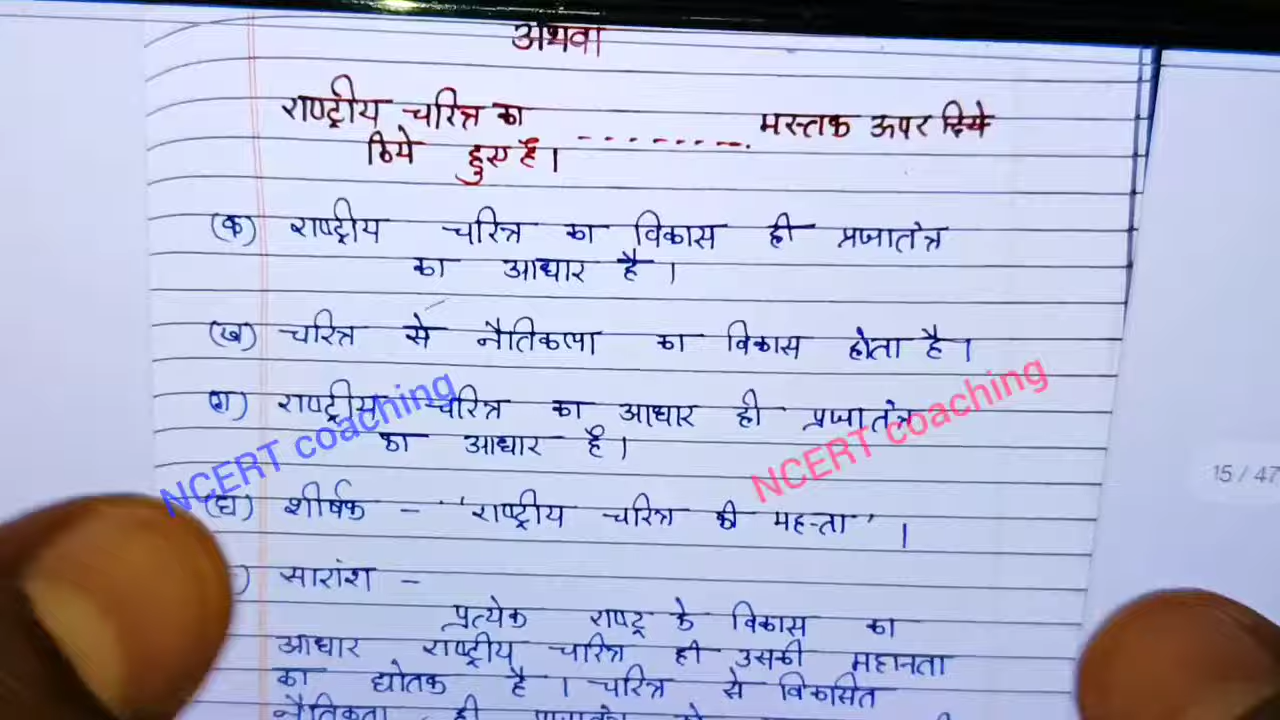 अथवा
राष्ट्रीय चरित्र का - - - - - - - . मस्तक ऊपर दिये
किये हुए है।
(क) राष्ट्रीय चरित्र का विकास ही प्रजातंत्र
का आधार है।
(ख) चरित्र से नैतिकता का विकास होता है।
(ग) राष्ट्रीय चरित्र का आधार ही प्रजातंत्र
का आधार है।
NCERT coaching
NCERT coaching
15 / 47
(घ) शीर्षक - "राष्ट्रीय चरित्र की महत्ता"।
) सारांश -
प्रत्येक राष्ट्र के विकास का
आधार राष्ट्रीय चरित्र ही उसकी महानता
का द्योतक है। चरित्र से विकसित
नैतिकता ही